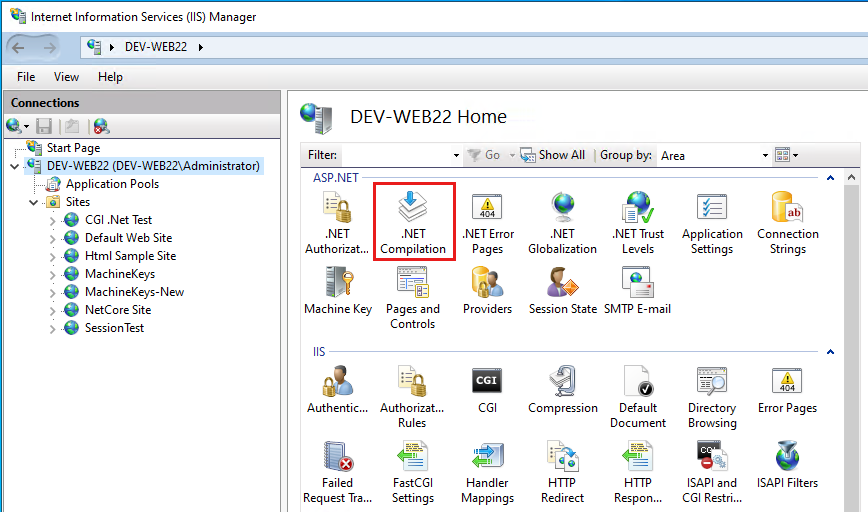 Internet Information Services (IIS) Manager
DEV-WEB22
File View Help
Connections
Start Page
DEV-WEB22 (DEV-WEB22\Administrator)
Application Pools
Sites
CGI .Net Test
Default Web Site
Html Sample Site
MachineKeys
MachineKeys-New
NetCore Site
SessionTest
DEV-WEB22 Home
Filter: Go Show All Group by: Area
ASP.NET
.NET Authorizat...
.NET Compilation
.NET Error Pages
404
.NET Globalization
.NET Trust Levels
Application Settings
Connection Strings
ab
Machine Key
Pages and Controls
Providers
Session State
SMTP E-mail
IIS
Authentic...
Authorizat... Rules
CGI
CGI
Compression
Default Document
Directory Browsing
Error Pages
404
Failed Request Tra...
FastCGI Settings
Handler Mappings
HTTP Redirect
HTTP Respon...
ISAPI and CGI Restri...
CGI
ISAPI Filters